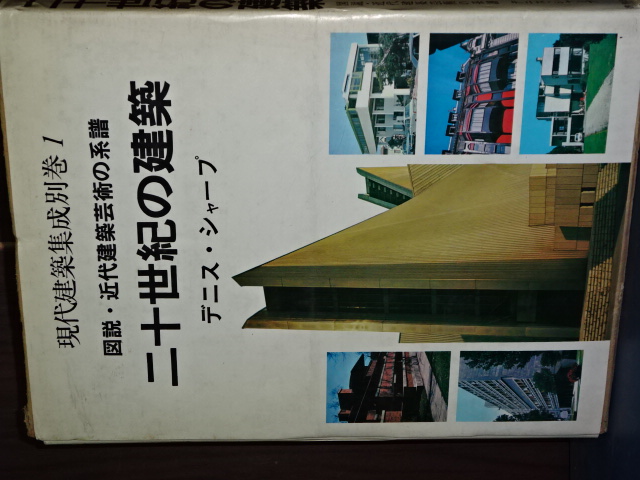 現代建築集成別巻 1
図説・近代建築芸術の系譜
二十世紀の建築
デニス・シャープ